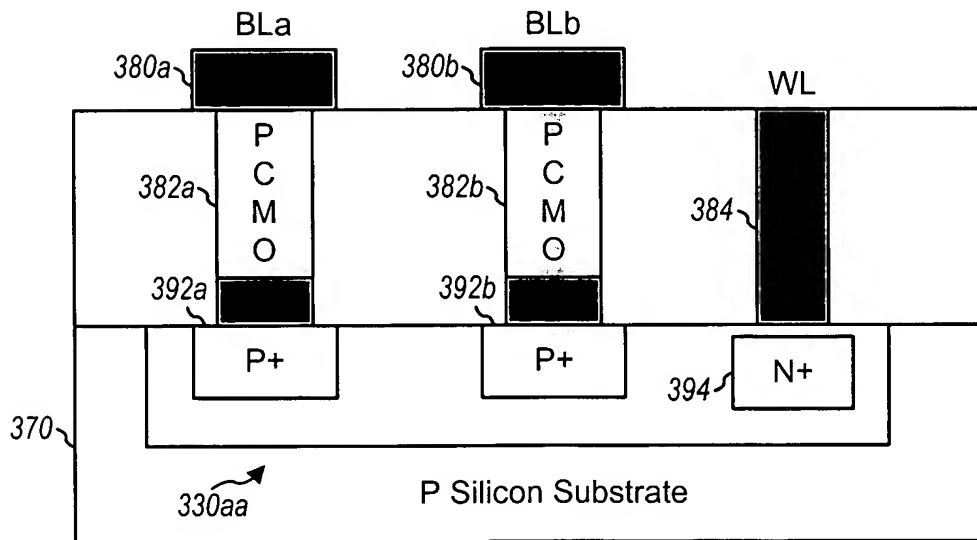 BLa
BLb
380a
380b
WL
P
C
M
O
P
C
M
O
382a
382b
384
392a
392b
P+
P+
N+
394
370
330aa
P Silicon Substrate